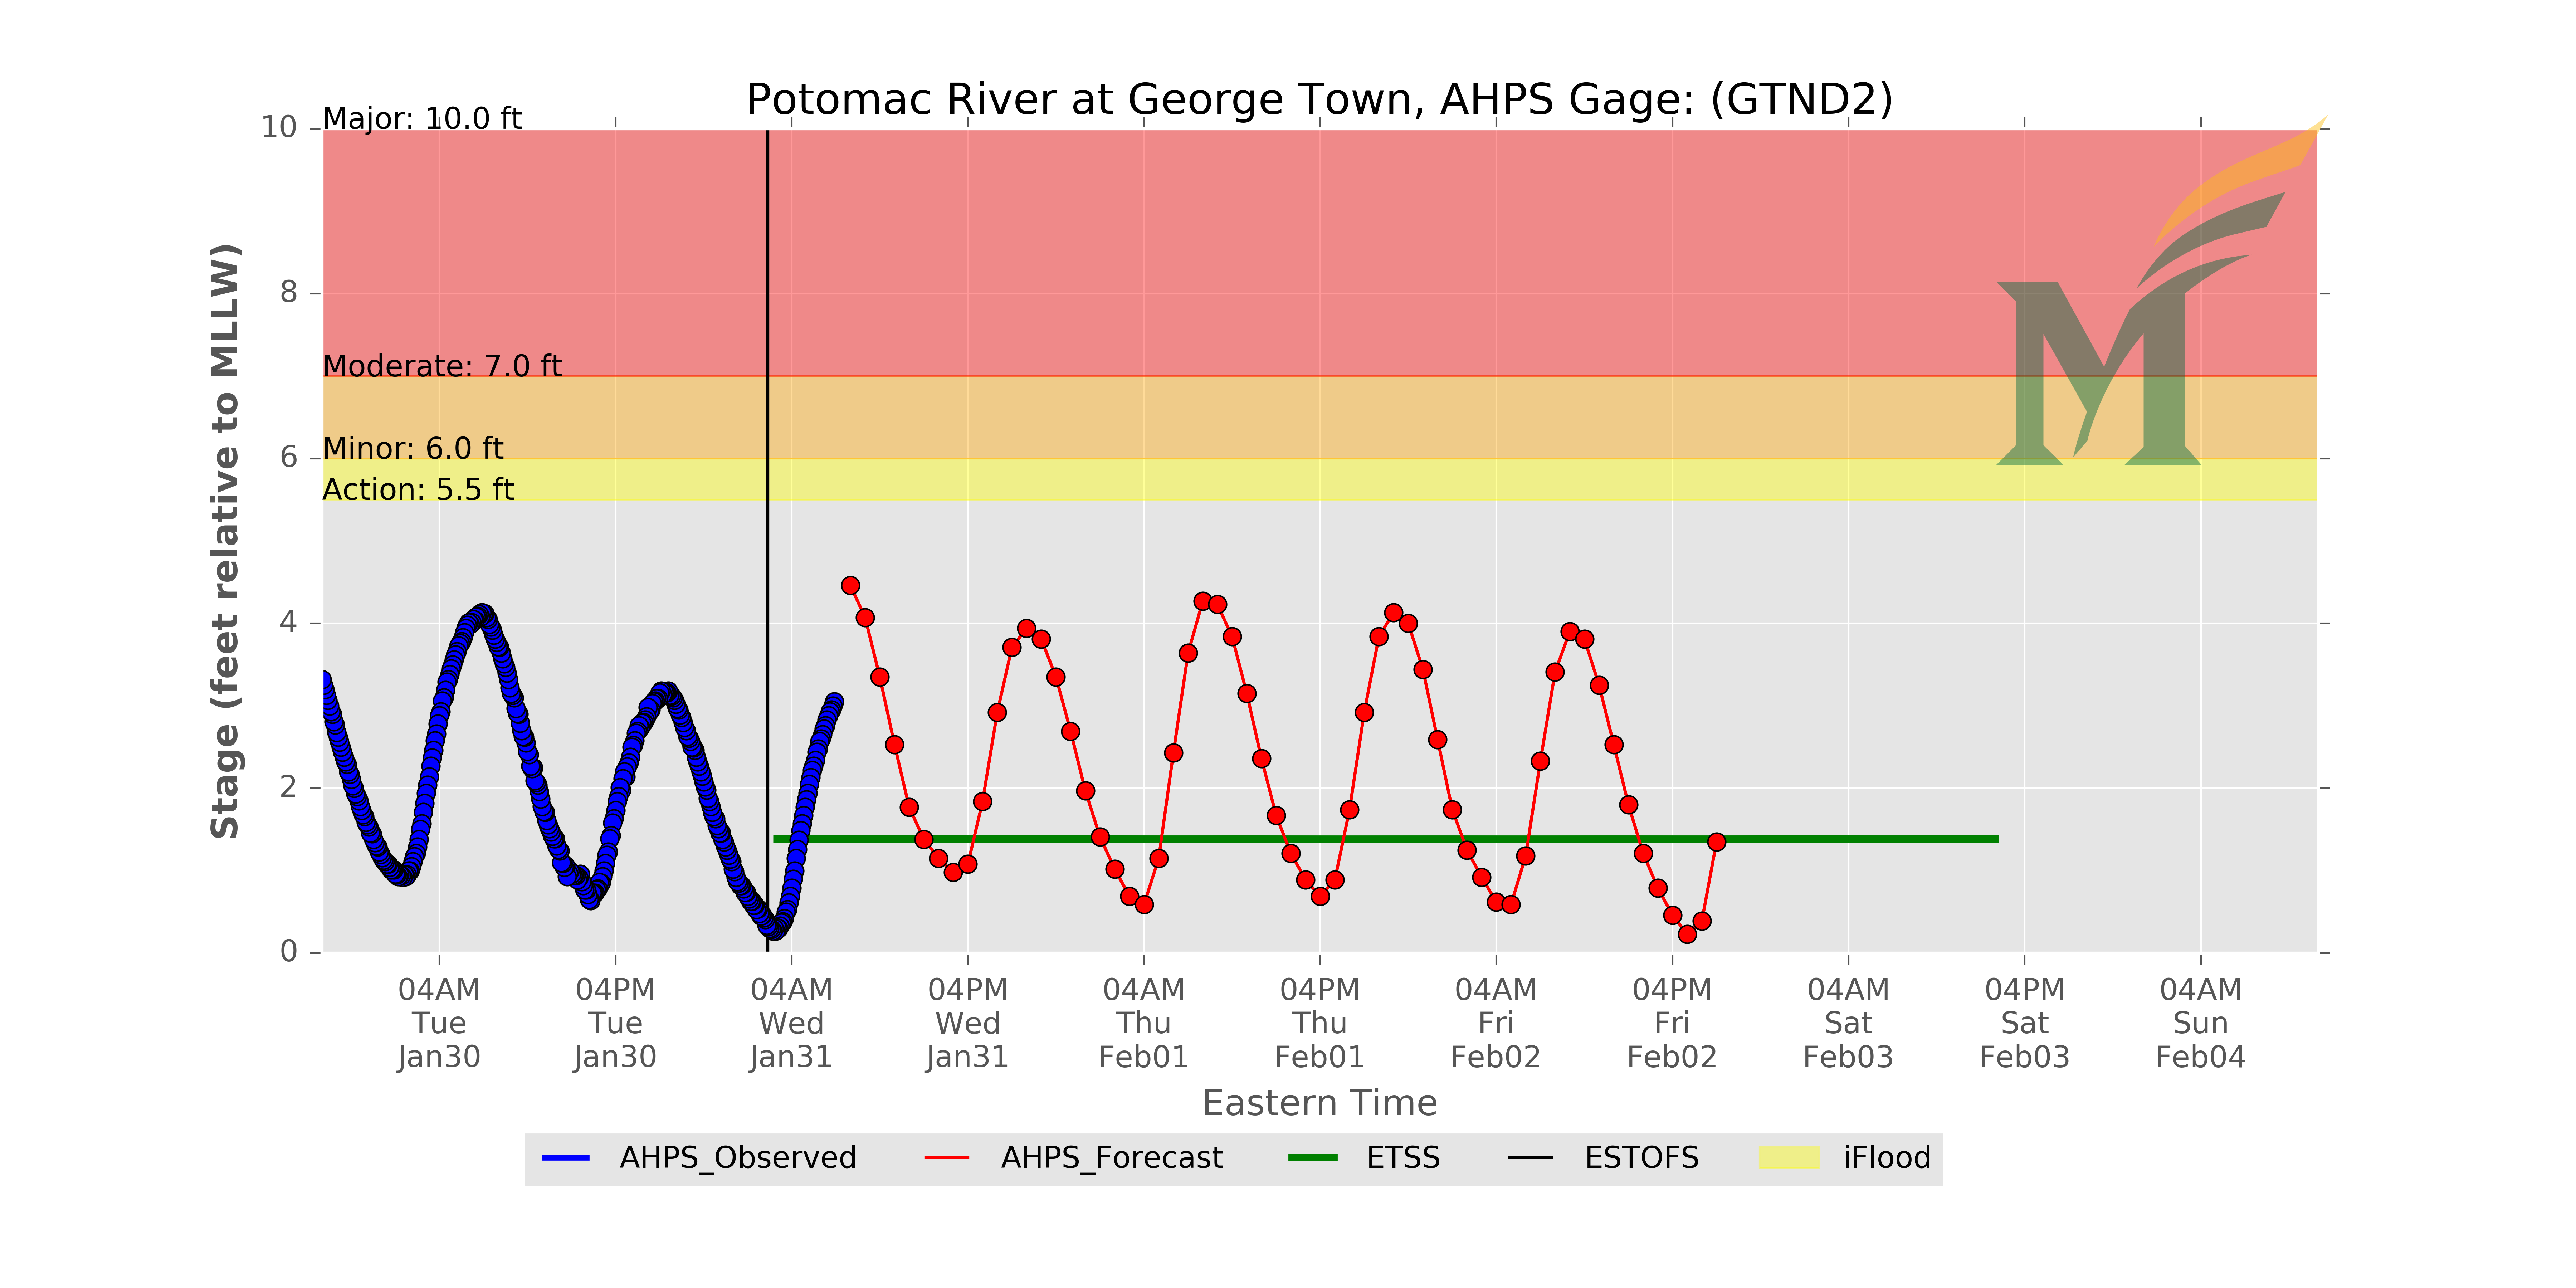 Potomac River at George Town, AHPS Gage: (GTND2)
Major: 10.0 ft
Moderate: 7.0 ft
Minor: 6.0 ft
Action: 5.5 ft
Stage (feet relative to MLLW)
10
8
6
4
2
0
04AM
Tue
Jan30
04PM
Tue
Jan30
04AM
Wed
Jan31
04PM
Wed
Jan31
04AM
Thu
Feb01
04PM
Thu
Feb01
04AM
Fri
Feb02
04PM
Fri
Feb02
04AM
Sat
Feb03
04PM
Sat
Feb03
04AM
Sun
Feb04
Eastern Time
AHPS_Observed
AHPS_Forecast
ETSS
ESTOFS
iFlood
M